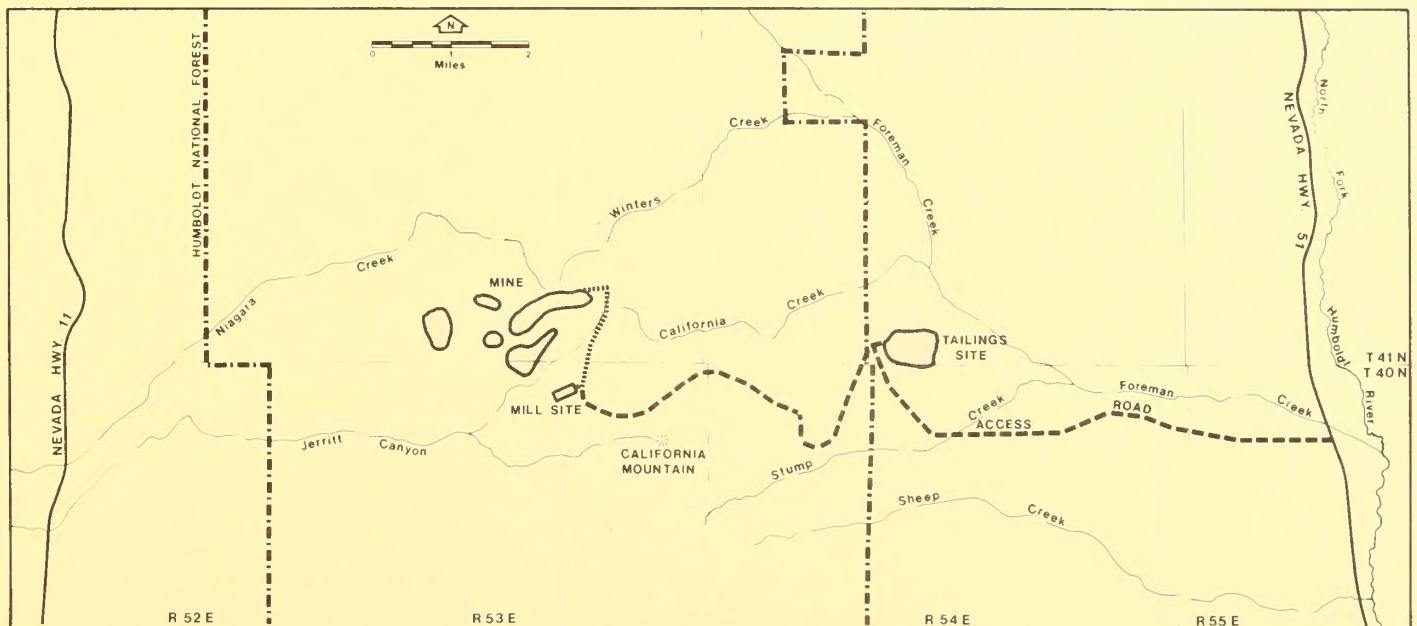 N
0 1 2
Miles
HUMBOLDT NATIONAL FOREST
NEVADA HWY 11
NEVADA HWY. 51
North Fork Humboldt River
Creek
Foreman Creek
Winters
Creek
Niagara
MINE
California Creek
TAILINGS
SITE
T 41 N
T 40 N
MILL SITE
Foreman Creek
ROAD
Creek
ACCESS
Jerritt Canyon
CALIFORNIA
MOUNTAIN
Stump
Sheep Creek
R 52 E
R 53 E
R 54 E
R 55 E